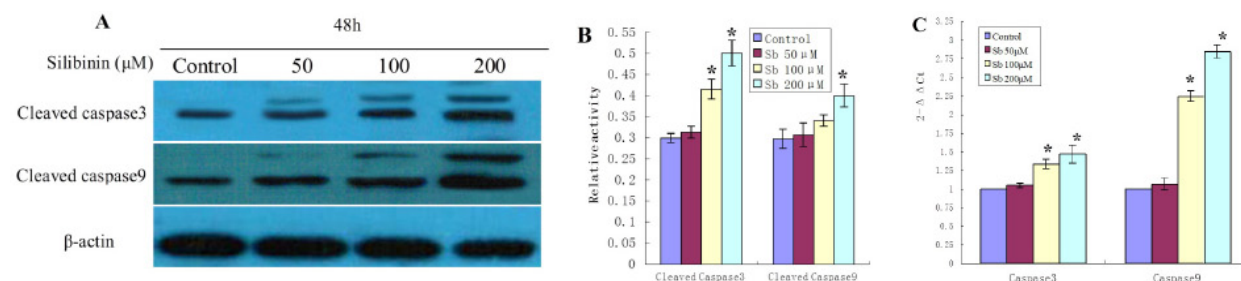 A
48h
Silibinin (μM) Control 50 100 200
Cleaved caspase3
Cleaved caspase9
β-actin
B
0.55
0.5
0.45
0.4
0.35
0.3
0.25
0.2
0.15
0.1
0.05
0
Relative activity
Control
Sb 50 μM
Sb 100 μM
Sb 200 μM
*
*
*
Cleaved Caspase3 Cleaved Caspase9
C
3.25
3
2.75
2.5
2.25
2
1.75
1.5
1.25
1
0.75
0.5
0.25
0
2-ΔΔCt
Control
Sb 50μM
Sb 100μM
Sb 200μM
*
*
*
*
Caspase3 Caspase9